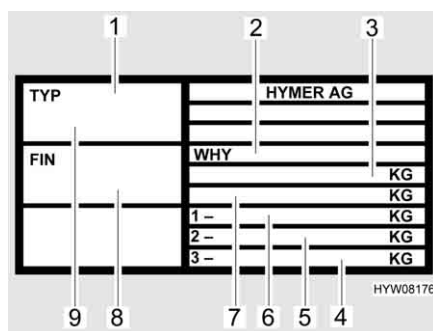 1 2 3
TYP
HYMER AG
FIN
WHY
KG
KG
1 – KG
2 – KG
3 – KG
HYW08176
9 8 7 6 5 4